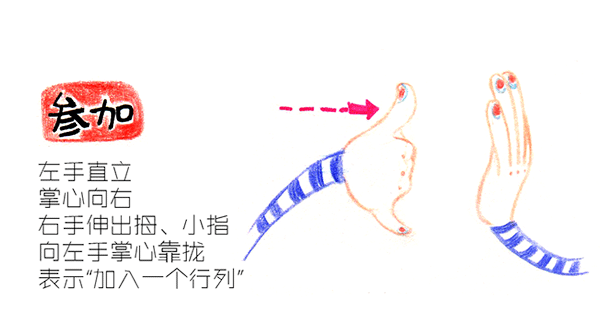 参加
左手直立
掌心向右
右手伸出拇、小指
向左手掌心靠拢
表示“加入一个行列”